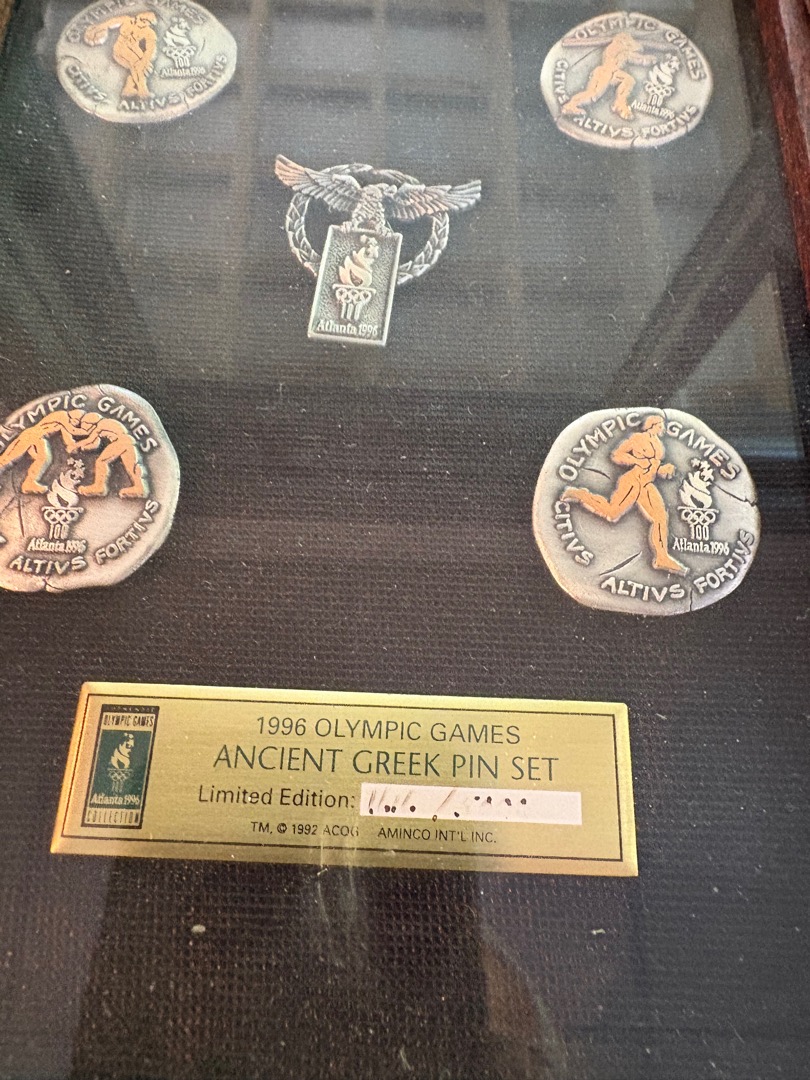 OLYMPIC GAMES
100
Atlanta 1996
CITIVS ALTIVS FORTIVS
OLYMPIC GAMES
100
Atlanta 1996
CITIVS ALTIVS FORTIVS
100
Atlanta 1996
OLYMPIC GAMES
100
Atlanta 1996
ALTIVS FORTIVS
OLYMPIC GAMES
100
Atlanta 1996
CITIVS ALTIVS FORTIVS
OLYMPIC GAMES
100
Atlanta 1996
COLLECTION
1996 OLYMPIC GAMES
ANCIENT GREEK PIN SET
Limited Edition:
TM, © 1992 ACOG AMINCO INT'L INC.